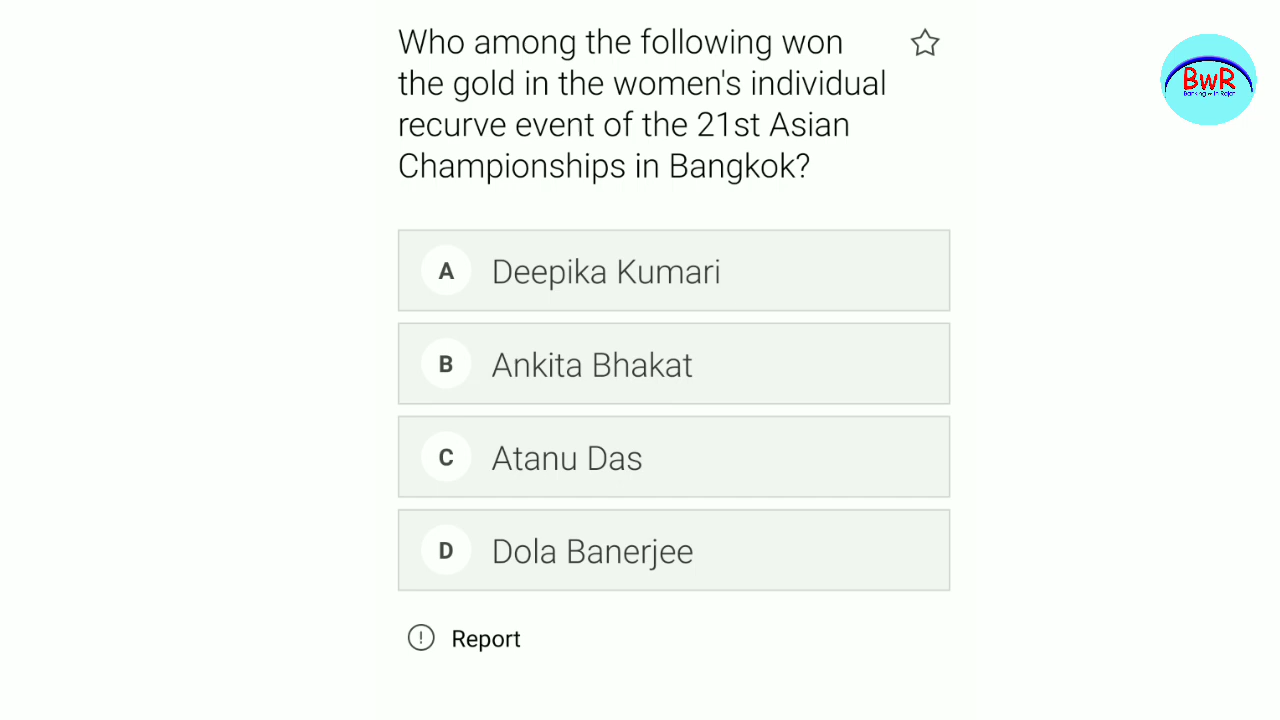 Who among the following won
the gold in the women's individual
recurve event of the 21st Asian
Championships in Bangkok?
BwR
A Deepika Kumari
B Ankita Bhakat
C Atanu Das
D Dola Banerjee
! Report